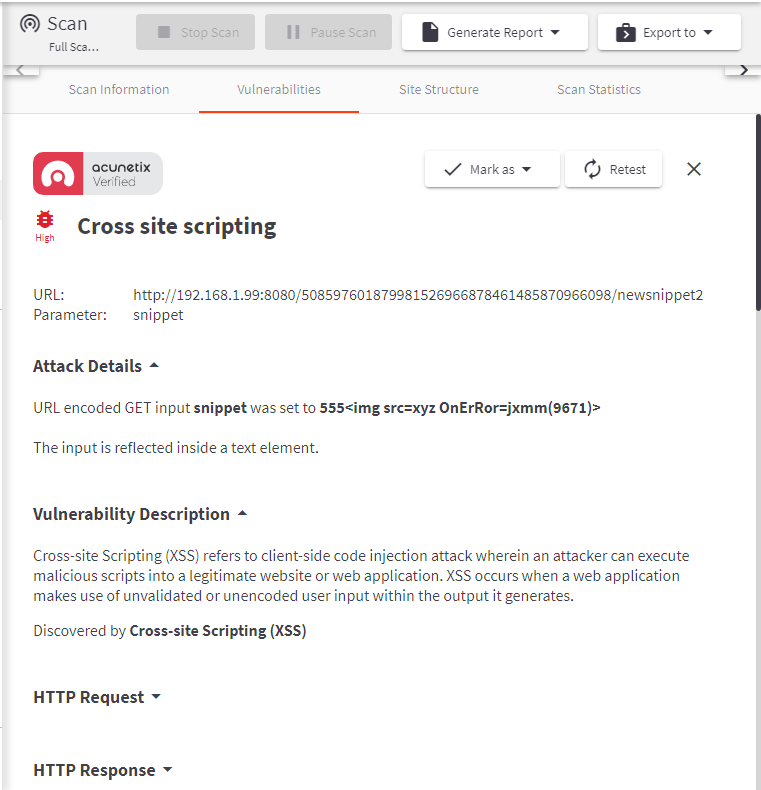 Scan
Full Sca...
Stop Scan
Pause Scan
Generate Report
Export to
Scan Information
Vulnerabilities
Site Structure
Scan Statistics
acunetix
Verified
Mark as
Retest
High
Cross site scripting
URL: http://192.168.1.99:8080/508597601879981526966878461485870966098/newsnippet2
Parameter: snippet
Attack Details
URL encoded GET input snippet was set to 555<img src=xyz OnErRor=jxmm(9671)>
The input is reflected inside a text element.
Vulnerability Description
Cross-site Scripting (XSS) refers to client-side code injection attack wherein an attacker can execute
malicious scripts into a legitimate website or web application. XSS occurs when a web application
makes use of unvalidated or unencoded user input within the output it generates.
Discovered by Cross-site Scripting (XSS)
HTTP Request
HTTP Response